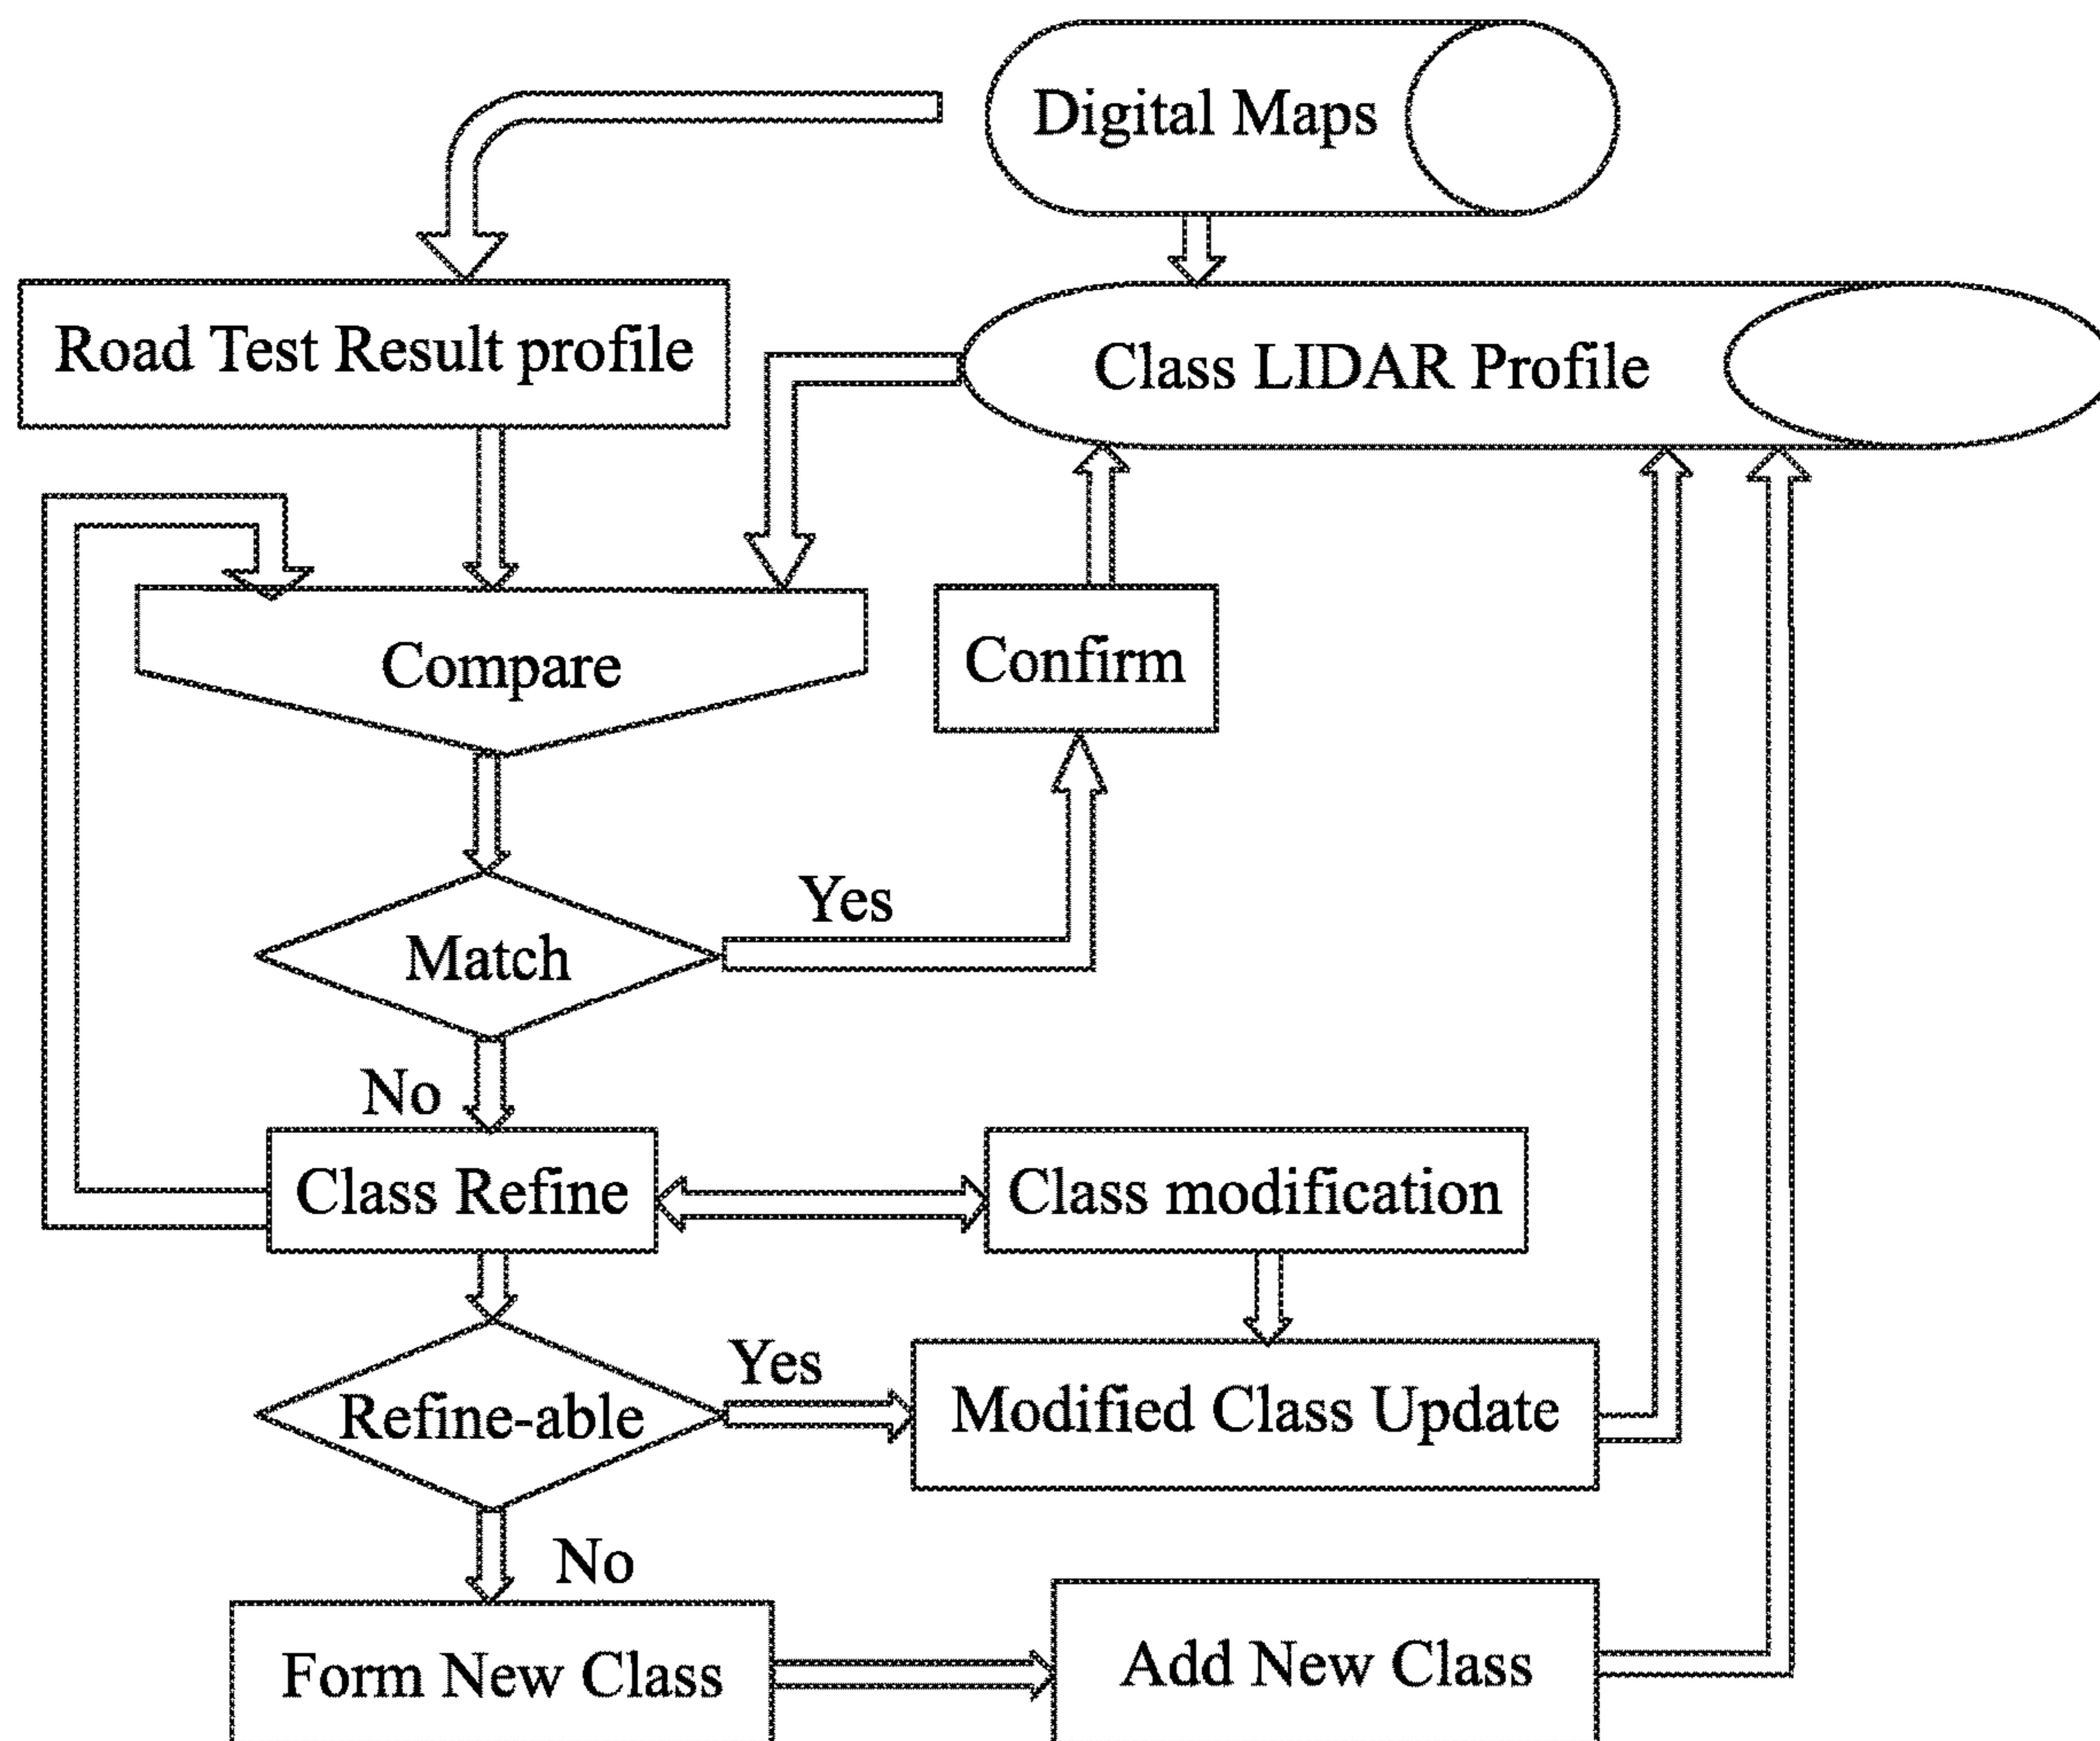 Digital Maps
Road Test Result profile
Class LIDAR Profile
Compare
Confirm
Yes
Match
No
Class Refine
Class modification
Yes
Refine-able
Modified Class Update
No
Form New Class
Add New Class